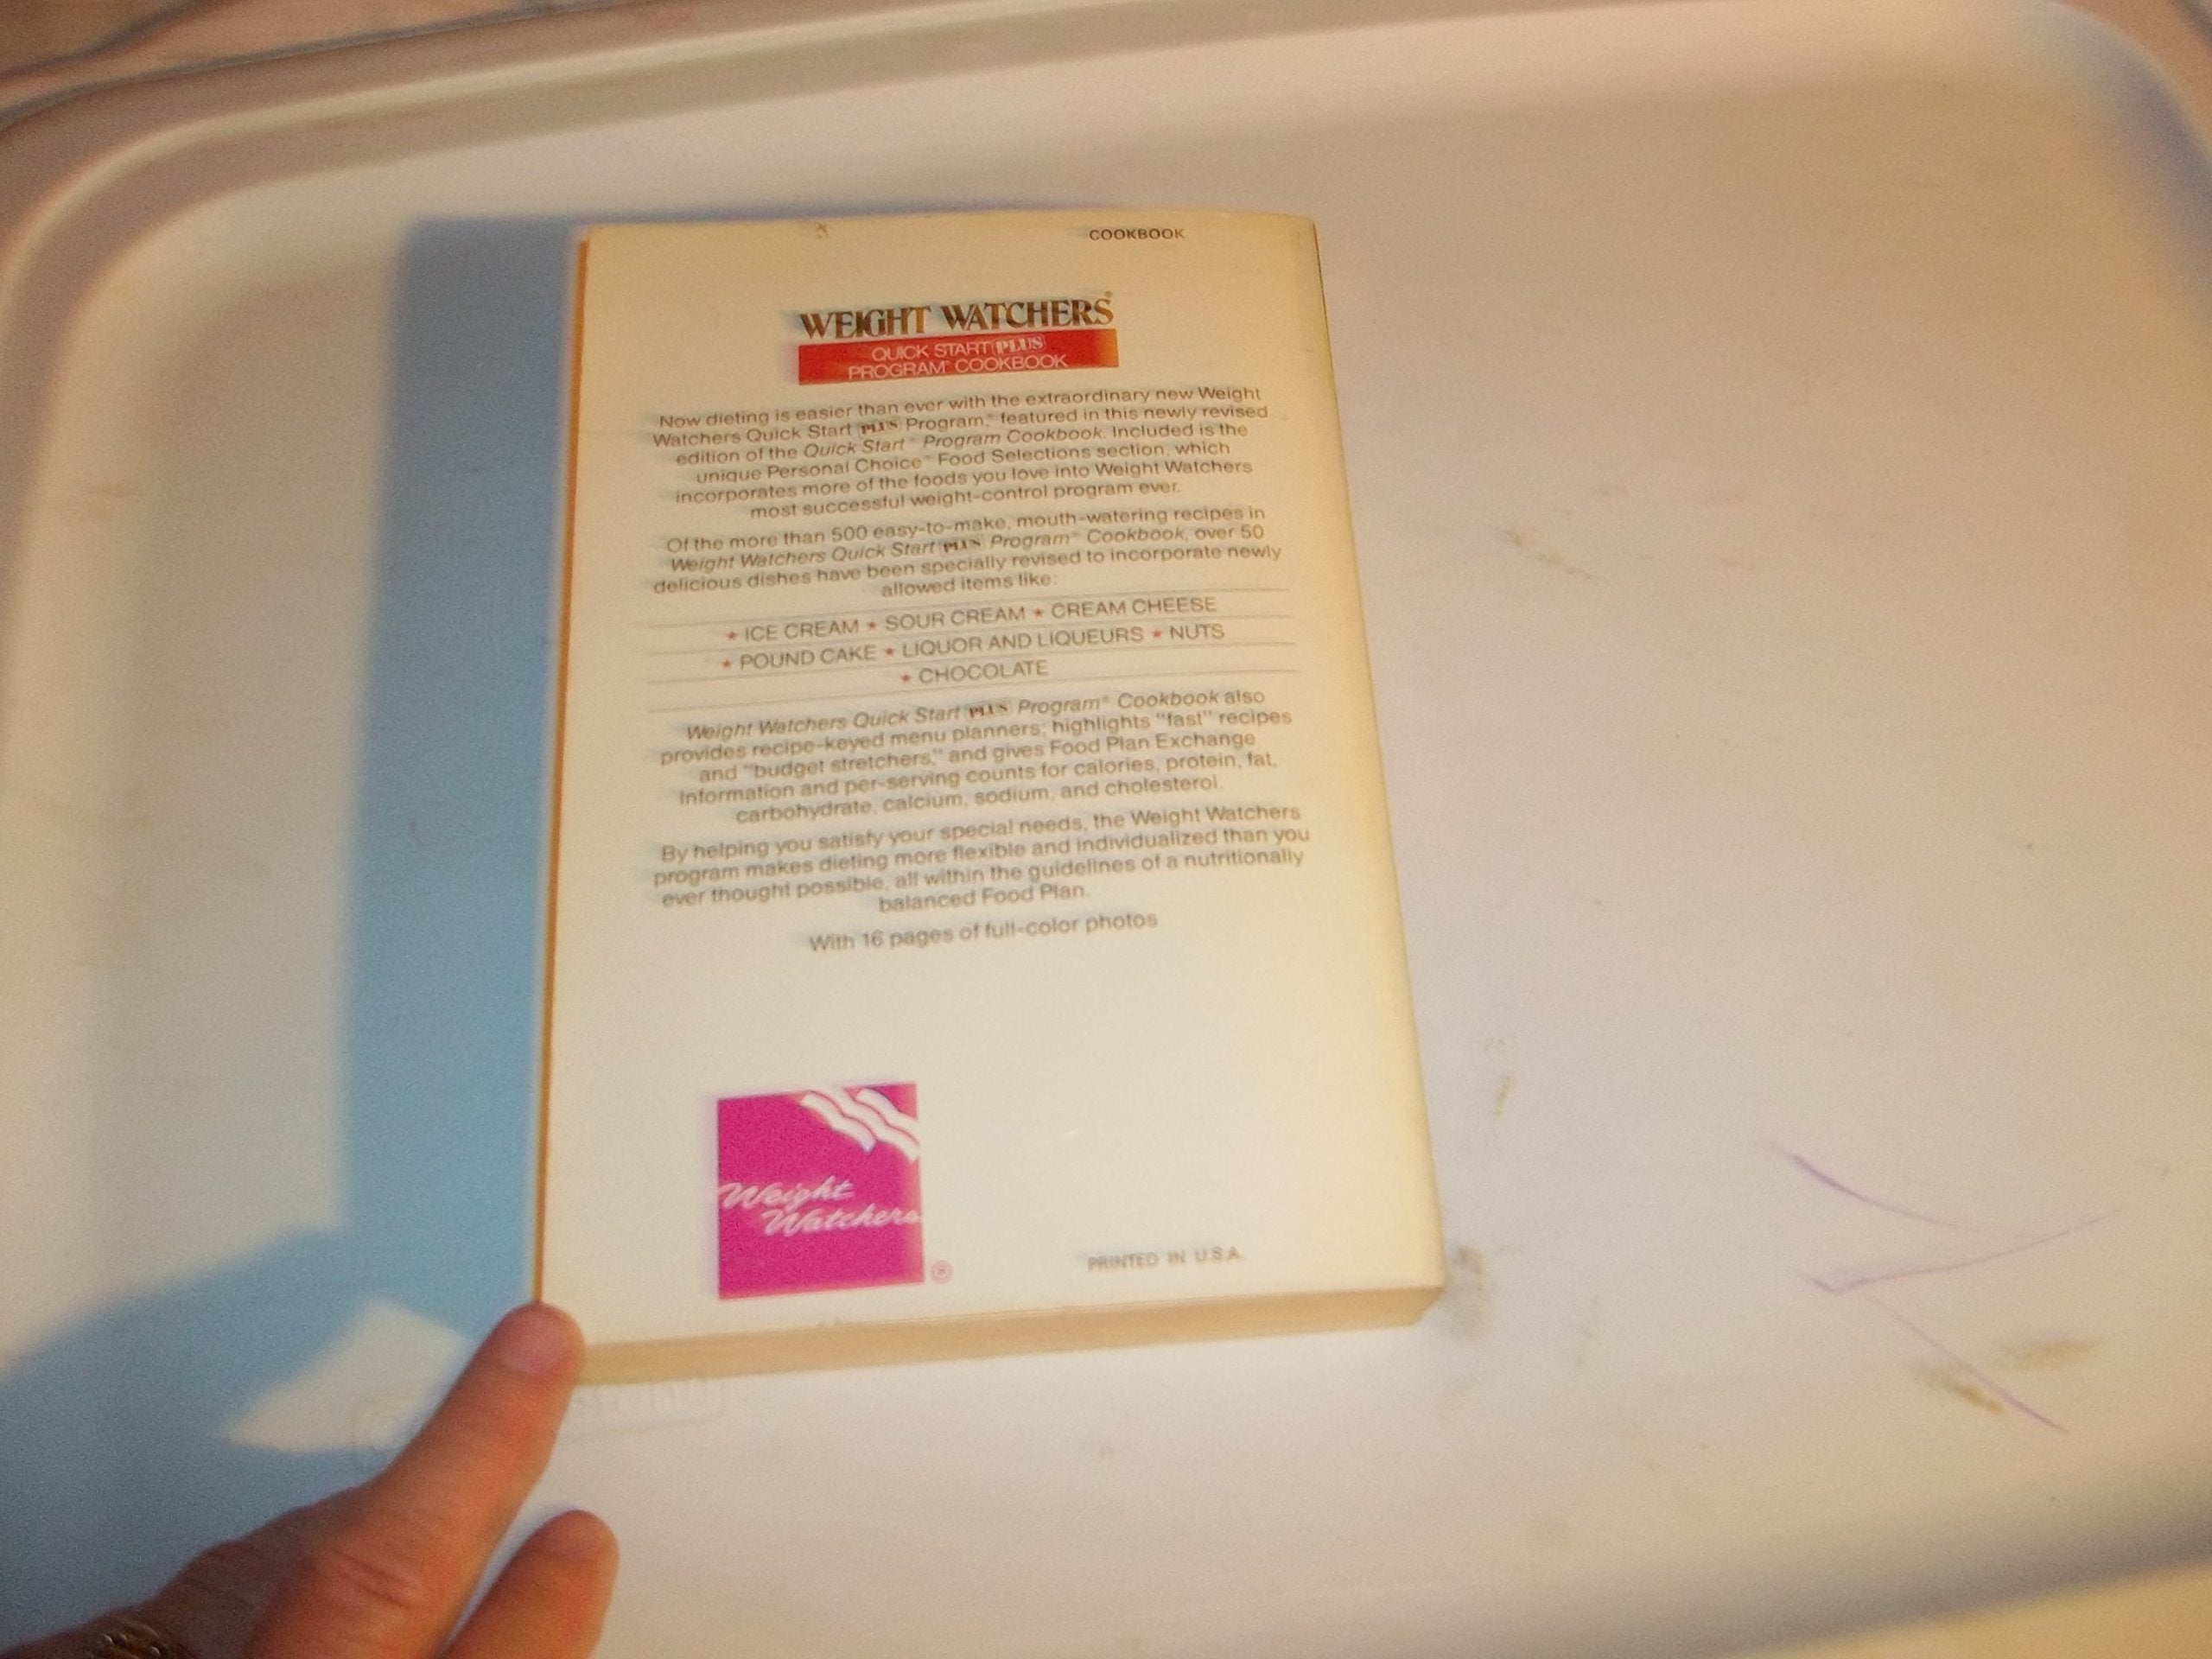 COOKBOOK
WEIGHT WATCHERS®
QUICK START PLUS
PROGRAM® COOKBOOK
Now dieting is easier than ever with the extraordinary new Weight
Watchers Quick Start PLUS Program,® featured in this newly revised
edition of the Quick Start® Program Cookbook. Included is the
unique Personal Choice® Food Selections section, which
incorporates more of the foods you love into Weight Watchers
most successful weight-control program ever.
Of the more than 500 easy-to-make, mouth-watering recipes in
Weight Watchers Quick Start PLUS Program® Cookbook, over 50
delicious dishes have been specially revised to incorporate newly
allowed items like:
★ ICE CREAM ★ SOUR CREAM ★ CREAM CHEESE
★ POUND CAKE ★ LIQUOR AND LIQUEURS ★ NUTS
★ CHOCOLATE
Weight Watchers Quick Start PLUS Program® Cookbook also
provides recipe-keyed menu planners; highlights "fast" recipes
and "budget stretchers," and gives Food Plan Exchange
Information and per-serving counts for calories, protein, fat,
carbohydrate, calcium, sodium, and cholesterol.
By helping you satisfy your special needs, the Weight Watchers
program makes dieting more flexible and individualized than you
ever thought possible, all within the guidelines of a nutritionally
balanced Food Plan.
With 16 pages of full-color photos
Weight
Watchers
®
PRINTED IN U.S.A.